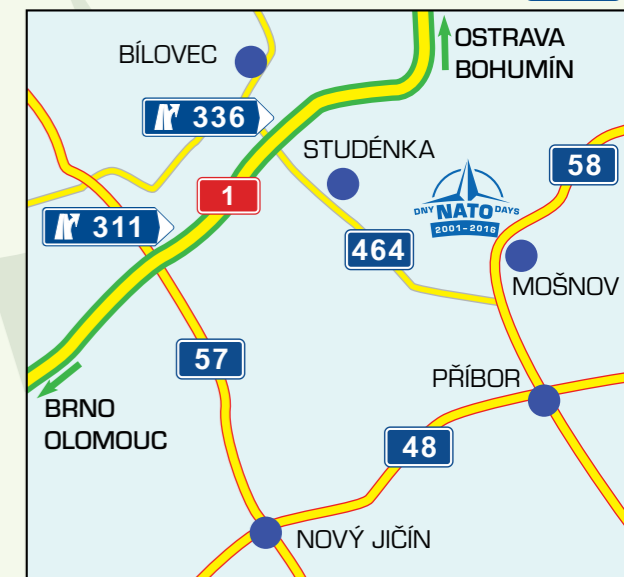 OSTRAVA
BOHUMÍN
BÍLOVEC
336
STUDÉNKA
58
1
DNY NATO DAYS
2001-2016
311
464
MOŠNOV
57
PŘÍBOR
BRNO
OLOMOUC
48
NOVÝ JIČÍN